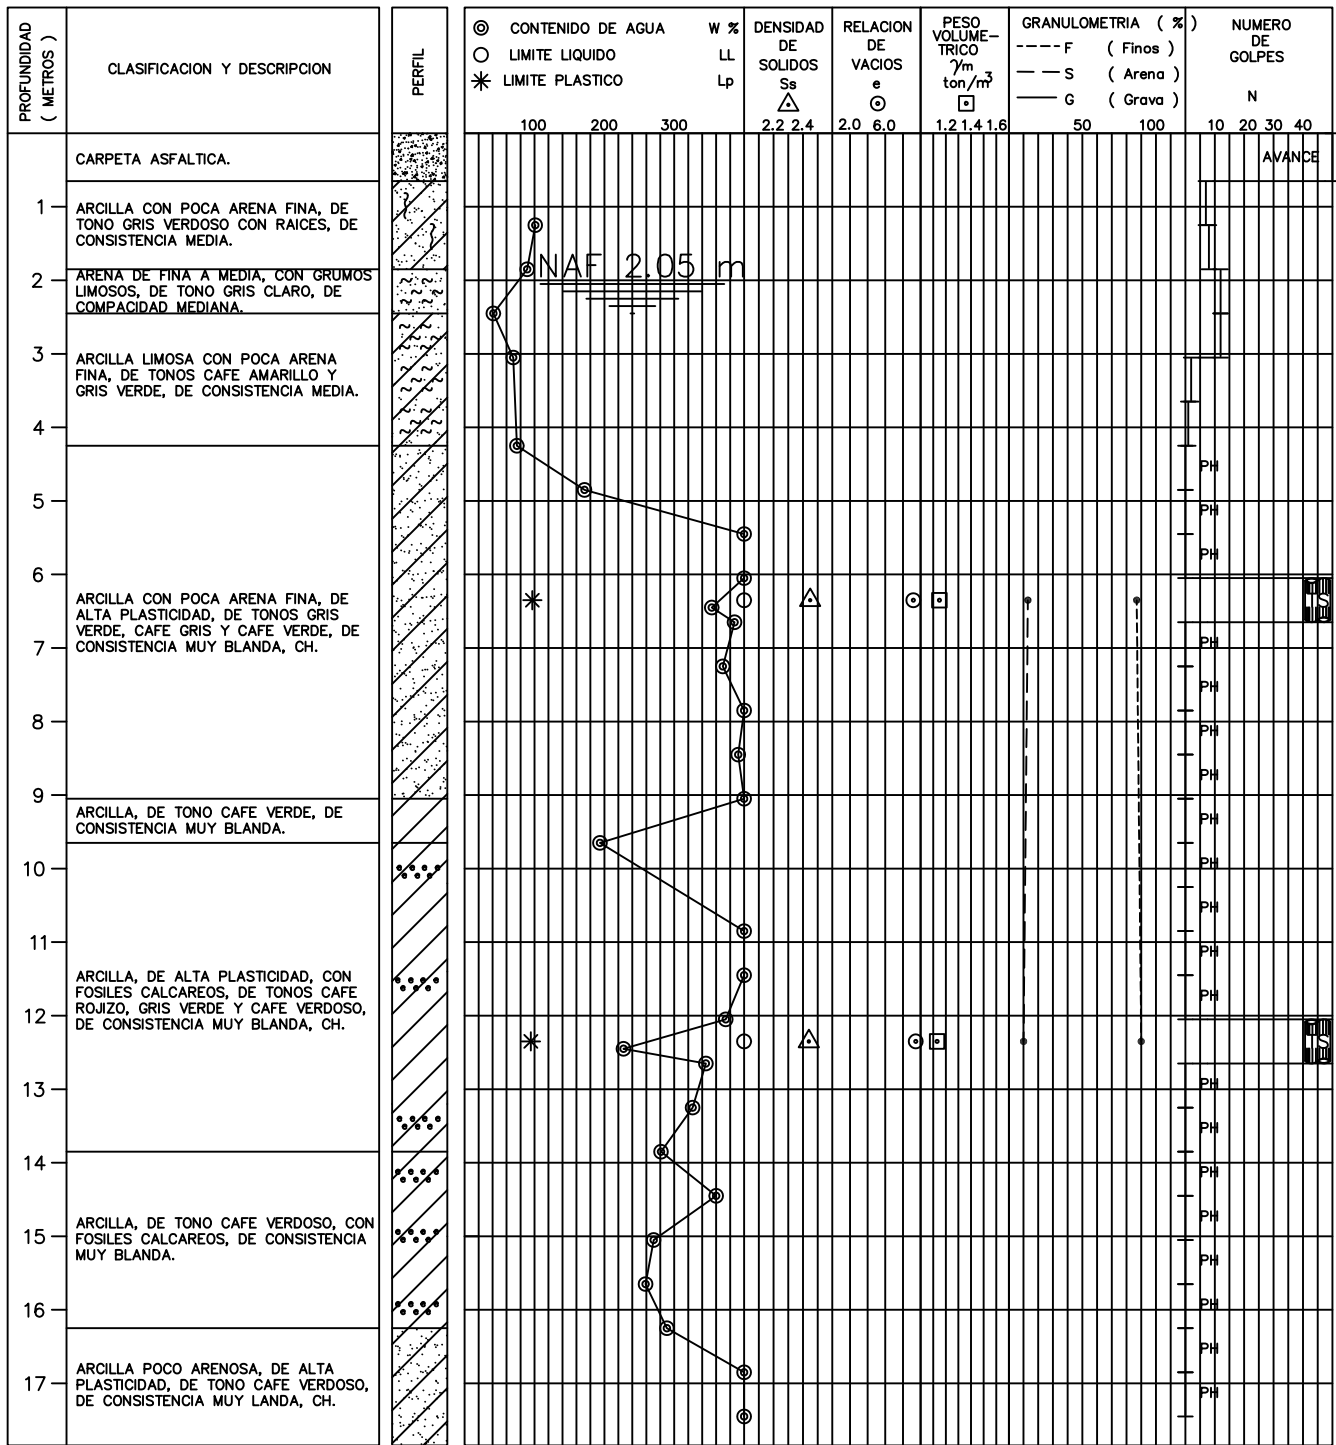 PROFUNDIDAD
( METROS )
CLASIFICACION Y DESCRIPCION
PERFIL
CONTENIDO DE AGUA W %
LIMITE LIQUIDO LL
LIMITE PLASTICO Lp
100 200 300
DENSIDAD
DE
SOLIDOS
Ss
2.2 2.4
RELACION
DE
VACIOS
e
2.0 6.0
PESO
VOLUME-
TRICO
γm
ton/m³
1.2 1.4 1.6
GRANULOMETRIA ( % )
F ( Finos )
S ( Arena )
G ( Grava )
50 100
NUMERO
DE
GOLPES
N
10 20 30 40
AVANCE
CARPETA ASFALTICA.
1
ARCILLA CON POCA ARENA FINA, DE
TONO GRIS VERDOSO CON RAICES, DE
CONSISTENCIA MEDIA.
NAF 2.05 m
2
ARENA DE FINA A MEDIA, CON GRUMOS
LIMOSOS, DE TONO GRIS CLARO, DE
COMPACIDAD MEDIANA.
3
ARCILLA LIMOSA CON POCA ARENA
FINA, DE TONOS CAFE AMARILLO Y
GRIS VERDE, DE CONSISTENCIA MEDIA.
4
PH
5
PH
PH
6
ARCILLA CON POCA ARENA FINA, DE
ALTA PLASTICIDAD, DE TONOS GRIS
VERDE, CAFE GRIS Y CAFE VERDE, DE
CONSISTENCIA MUY BLANDA, CH.
T S
PH
7
PH
8
PH
PH
9
ARCILLA, DE TONO CAFE VERDE, DE
CONSISTENCIA MUY BLANDA.
PH
10
PH
PH
11
PH
ARCILLA, DE ALTA PLASTICIDAD, CON
FOSILES CALCAREOS, DE TONOS CAFE
ROJIZO, GRIS VERDE Y CAFE VERDOSO,
DE CONSISTENCIA MUY BLANDA, CH.
PH
12
T S
13
PH
PH
14
PH
ARCILLA, DE TONO CAFE VERDOSO, CON
FOSILES CALCAREOS, DE CONSISTENCIA
MUY BLANDA.
PH
15
PH
16
PH
PH
ARCILLA POCO ARENOSA, DE ALTA
PLASTICIDAD, DE TONO CAFE VERDOSO,
DE CONSISTENCIA MUY LANDA, CH.
17
PH